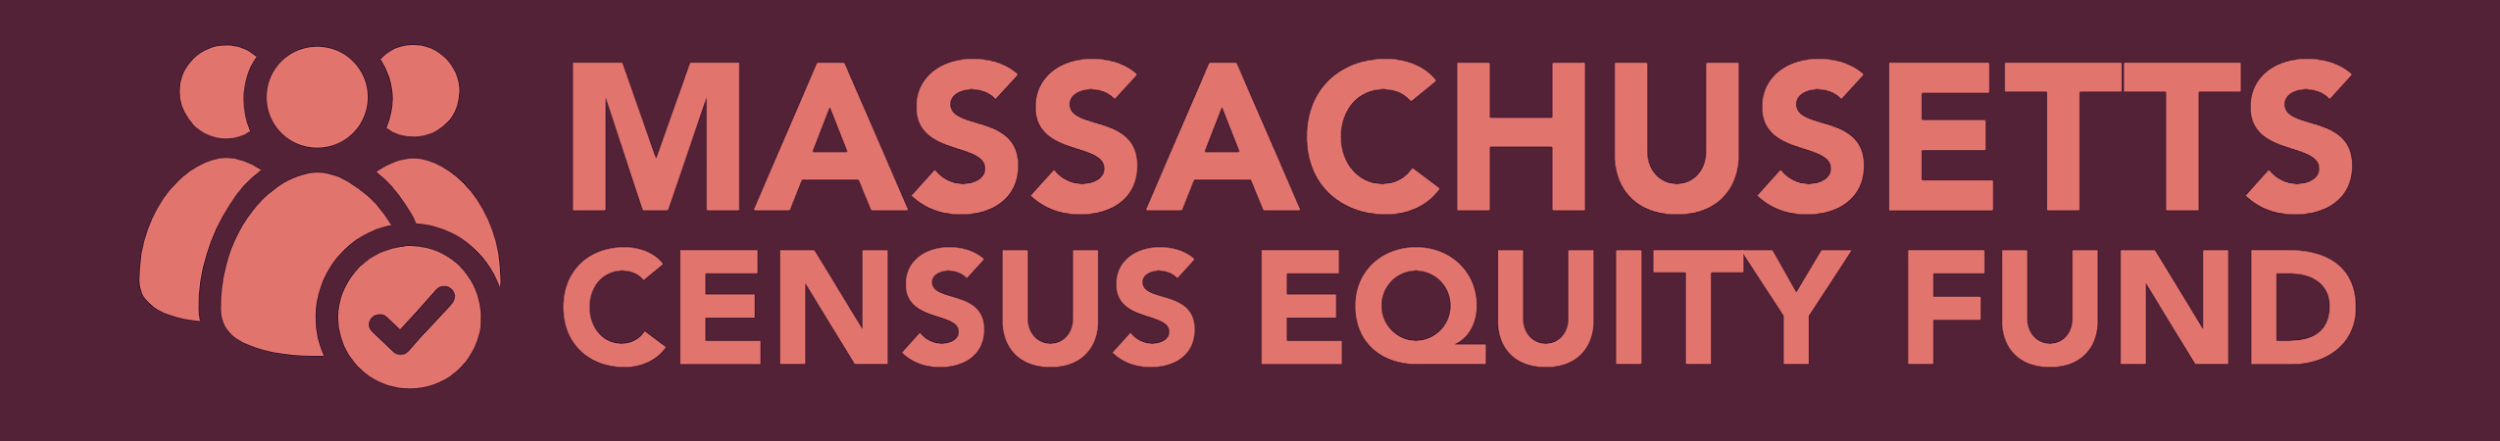 MASSACHUSETTS
CENSUS EQUITY FUND